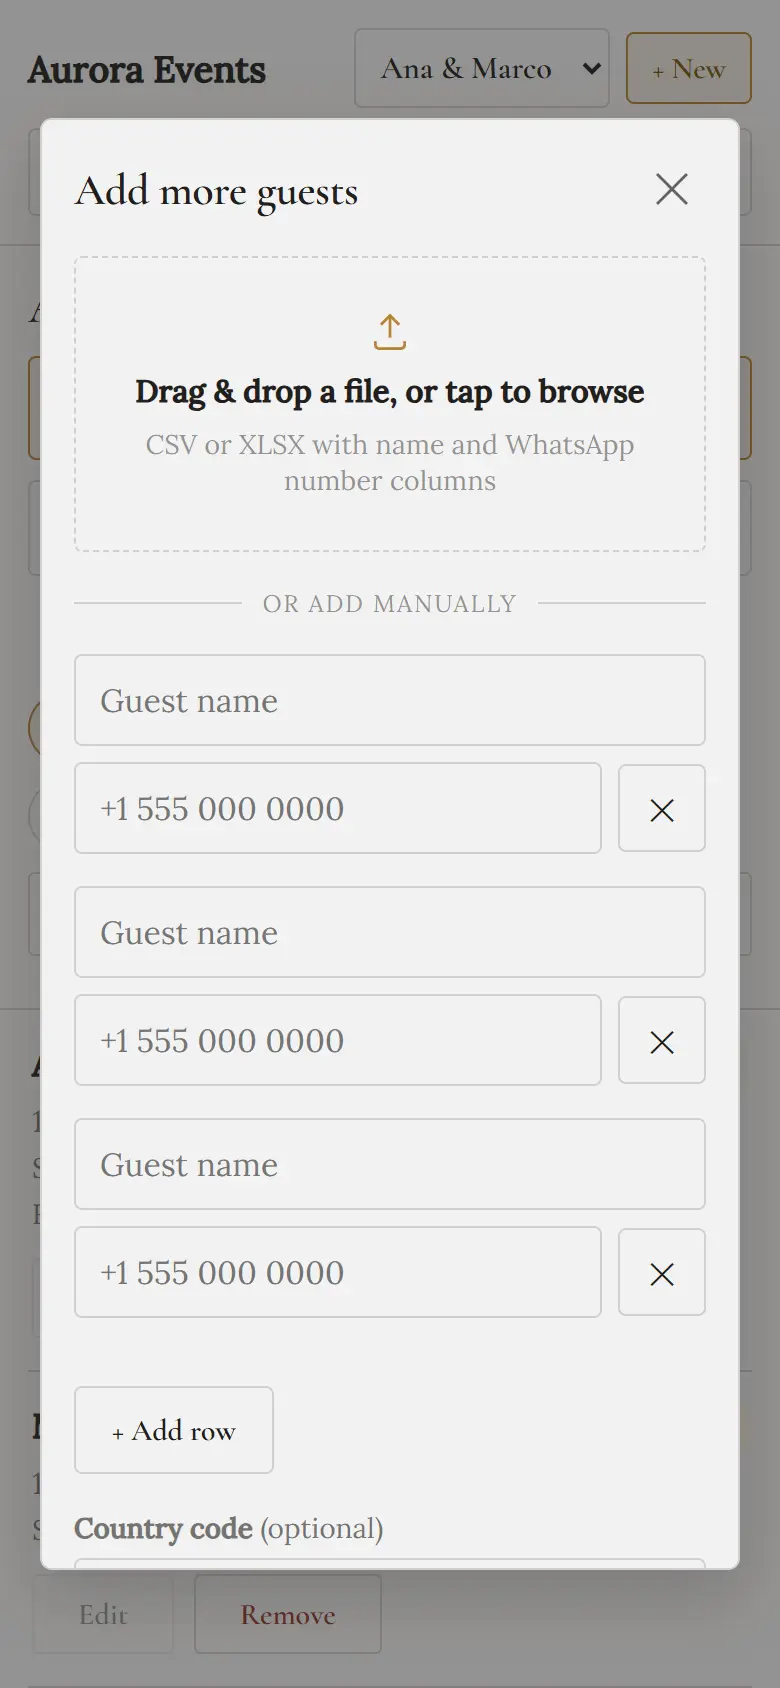 Aurora Events
Ana & Marco
+ New
Add more guests
Drag & drop a file, or tap to browse
CSV or XLSX with name and WhatsApp
number columns
OR ADD MANUALLY
Guest name
+1 555 000 0000
Guest name
+1 555 000 0000
Guest name
+1 555 000 0000
+ Add row
Country code (optional)
Edit
Remove